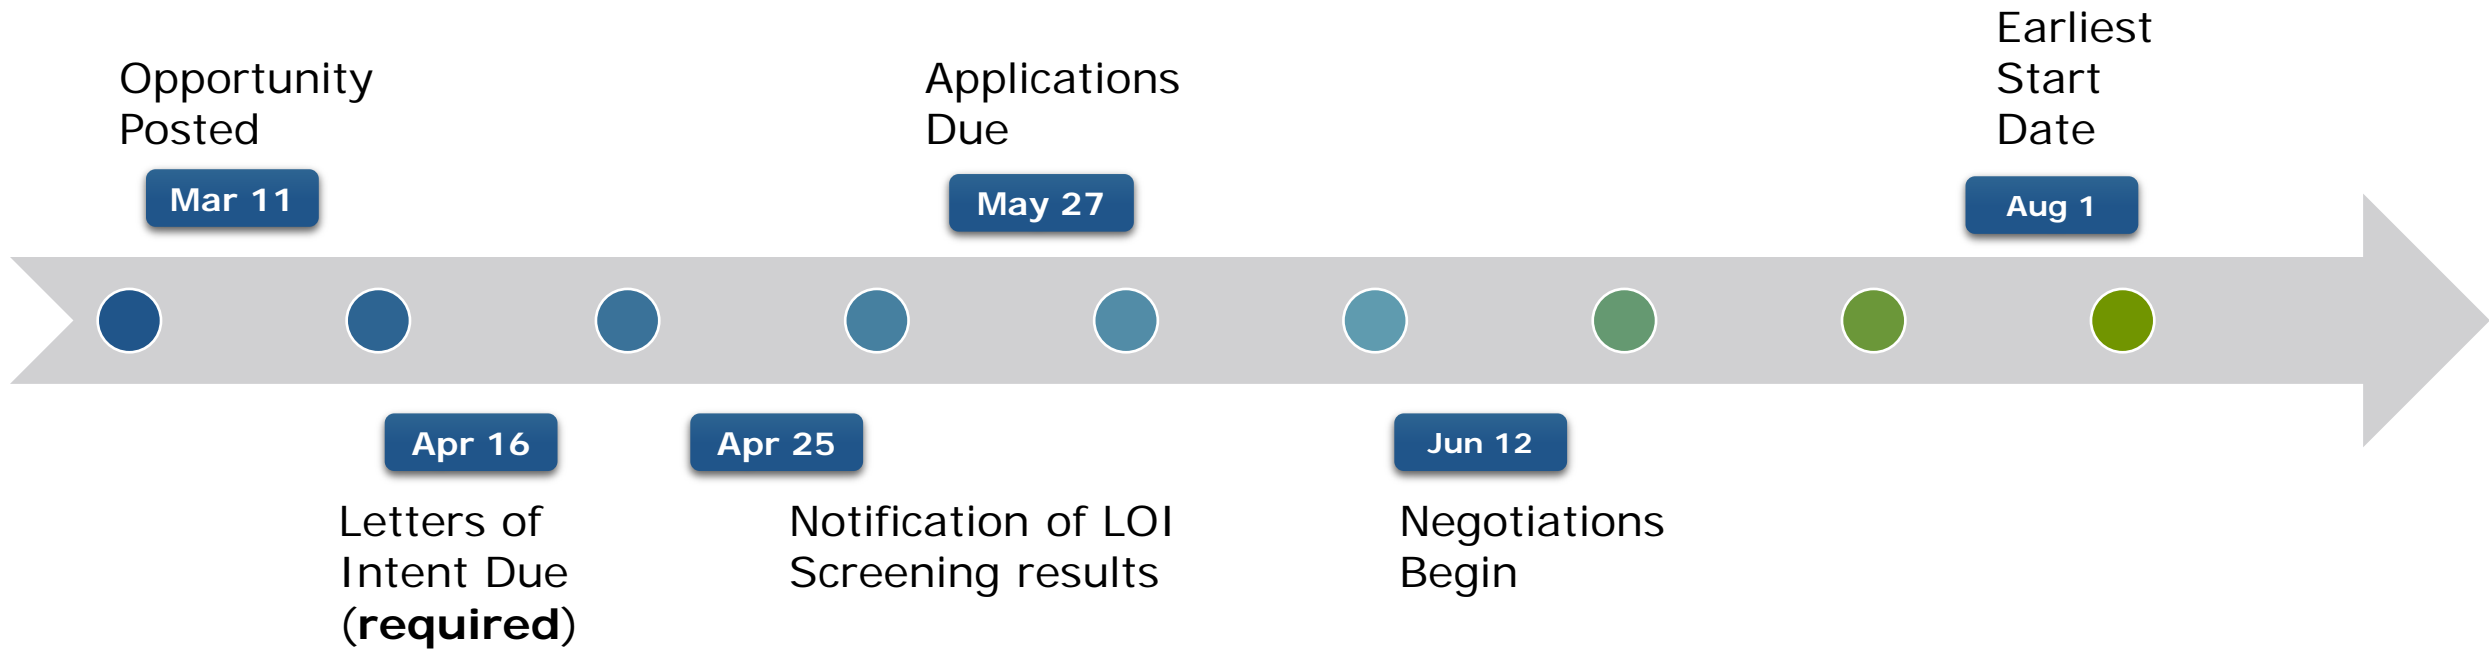 Opportunity
Posted
Mar 11
Letters of
Intent Due
(required)
Apr 16
Apr 25
Notification of LOI
Screening results
Applications
Due
May 27
Jun 12
Negotiations
Begin
Earliest
Start
Date
Aug 1